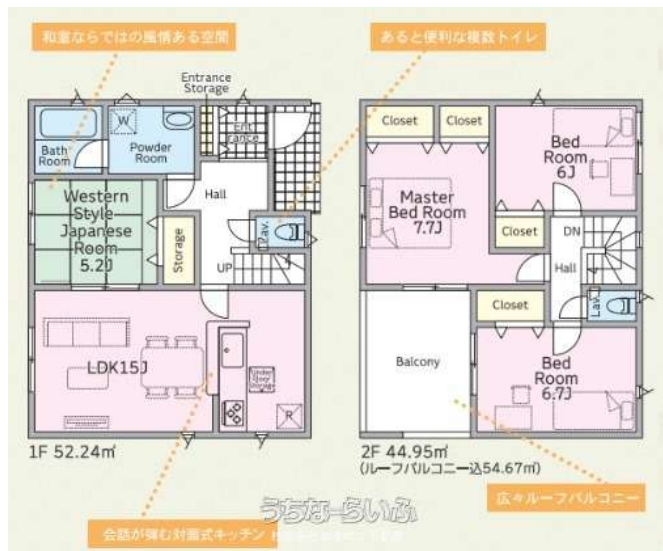 和室ならではの風情ある空間
あると便利な複数トイレ
Entrance
Storage
Bath
Room
W
Powder
Room
Ent
rance
Hall
Western
Style
Japanese
Room
5.2J
Storage
Lav.
UP
LDK15J
Under
Floor
Storage
R
1F 52.24㎡
会話が弾む対面式キッチン
Closet
Closet
Bed
Room
6J
Master
Bed Room
7.7J
Closet
DN
Hall
Closet
Lav.
Balcony
Bed
Room
6.7J
2F 44.95㎡
(ルーフバルコニー込54.67㎡)
広々ルーフバルコニー
うちなーらいふ